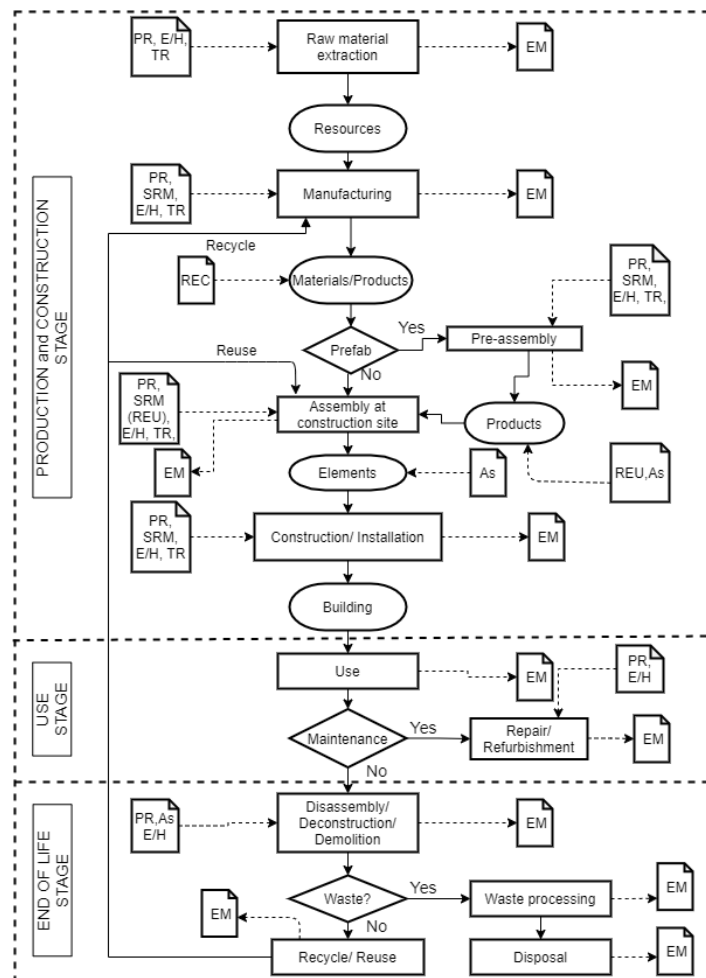 PR, E/H,
TR
Raw material
extraction
EM
Resources
PR,
SRM,
E/H, TR
Manufacturing
EM
Recycle
REC
Materials/Products
PR,
SRM,
E/H, TR,
Prefab
Yes
Pre-assembly
No
Reuse
EM
PR,
SRM
(REU),
E/H, TR,
Assembly at
construction site
Products
EM
Elements
As
REU,As
PR,
SRM,
E/H, TR
Construction/ Installation
EM
Building
PRODUCTION and CONSTRUCTION
STAGE
Use
EM
PR,
E/H
Maintenance
Yes
Repair/
Refurbishment
EM
No
USE
STAGE
PR,As
E/H
Disassembly/
Deconstruction/
Demolition
EM
Waste?
Yes
Waste processing
EM
EM
No
Recycle/ Reuse
Disposal
EM
END OF LIFE
STAGE